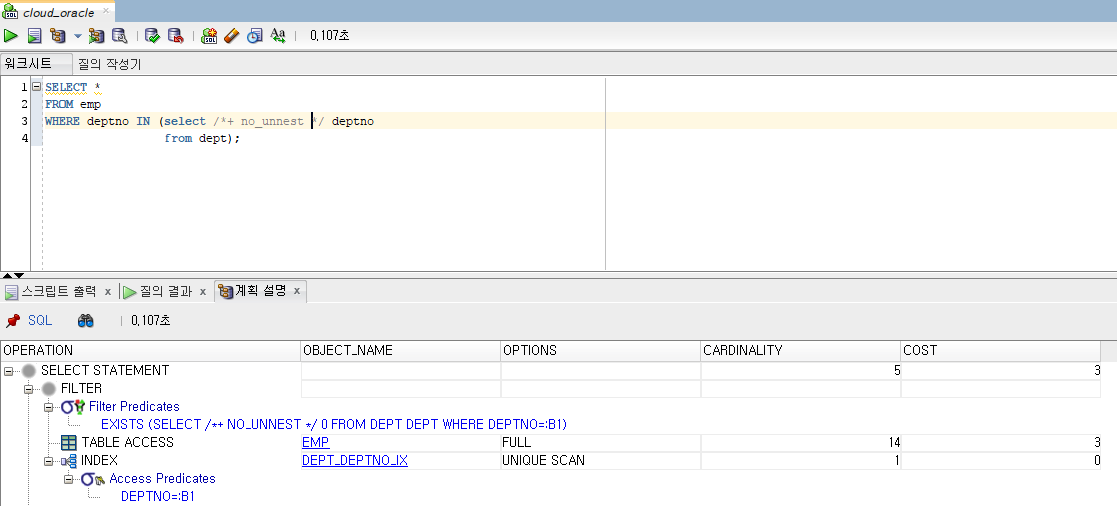 cloud_oracle
0.107초
워크시트 질의 작성기
1 SELECT *
2 FROM emp
3 WHERE deptno IN (select /*+ no_unnest */ deptno
4 from dept);
스크립트 출력 x 질의 결과 x 계획 설명 x
SQL 0.107초
OPERATION OBJECT_NAME OPTIONS CARDINALITY COST
SELECT STATEMENT 5 3
FILTER
Filter Predicates
EXISTS (SELECT /*+ NO_UNNEST */ 0 FROM DEPT DEPT WHERE DEPTNO=:B1)
TABLE ACCESS EMP FULL 14 3
INDEX DEPT_DEPTNO_IX UNIQUE SCAN 1 0
Access Predicates
DEPTNO=:B1